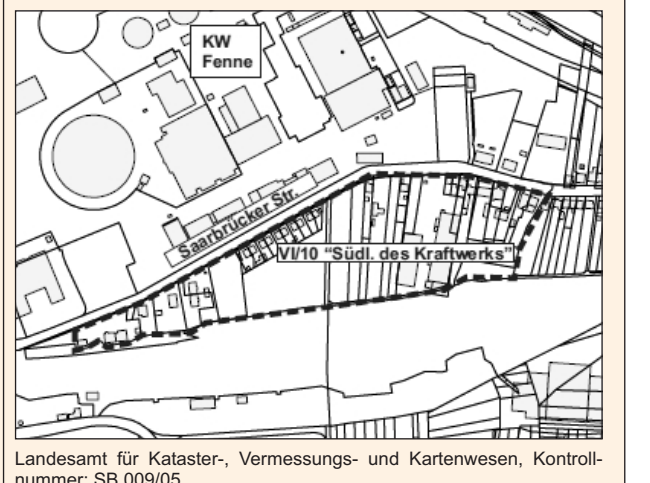 KW
Fenne
Saarbrücker Str.
VI/10 “Südl. des Kraftwerks”
Landesamt für Kataster-, Vermessungs- und Kartenwesen, Kontroll-
nummer: SB 009/05